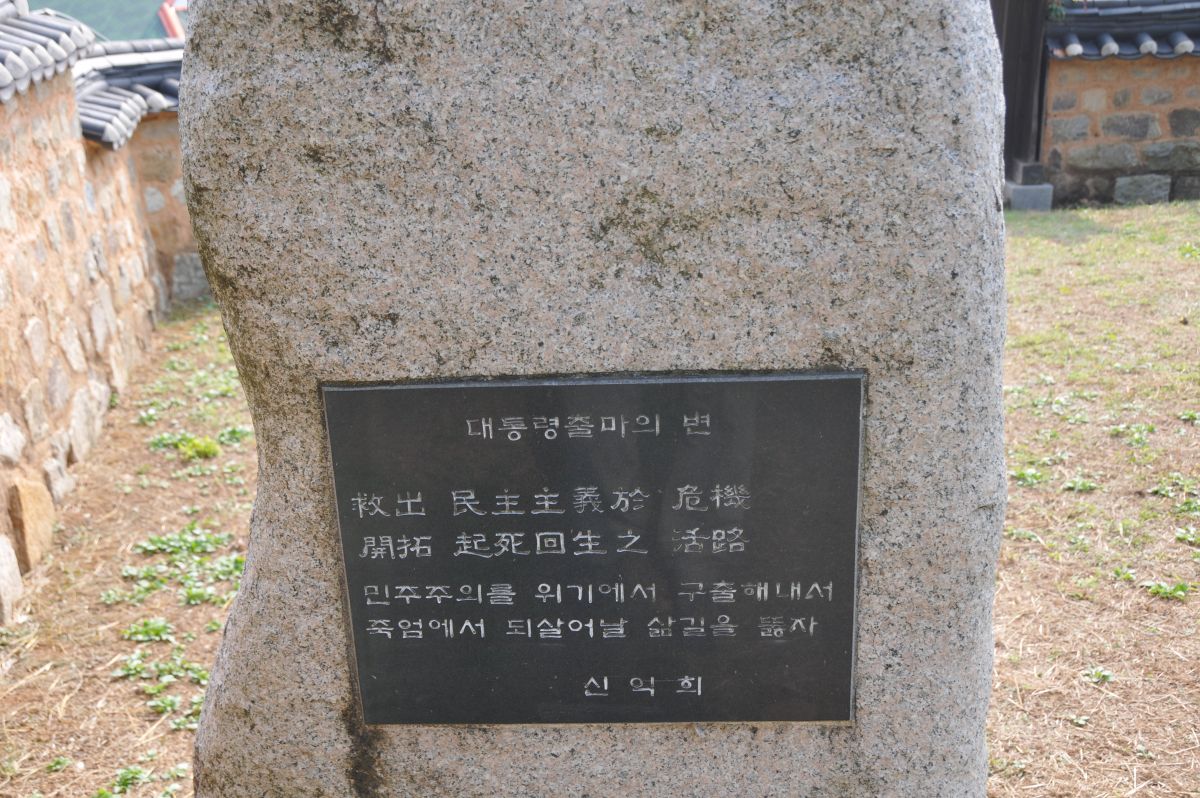 대통령출마의 변
救出 民主主義於 危機
開拓 起死回生之 活路
민주주의를 위기에서 구출해내서
죽엄에서 되살어날 삶길을 뚫자
신익희